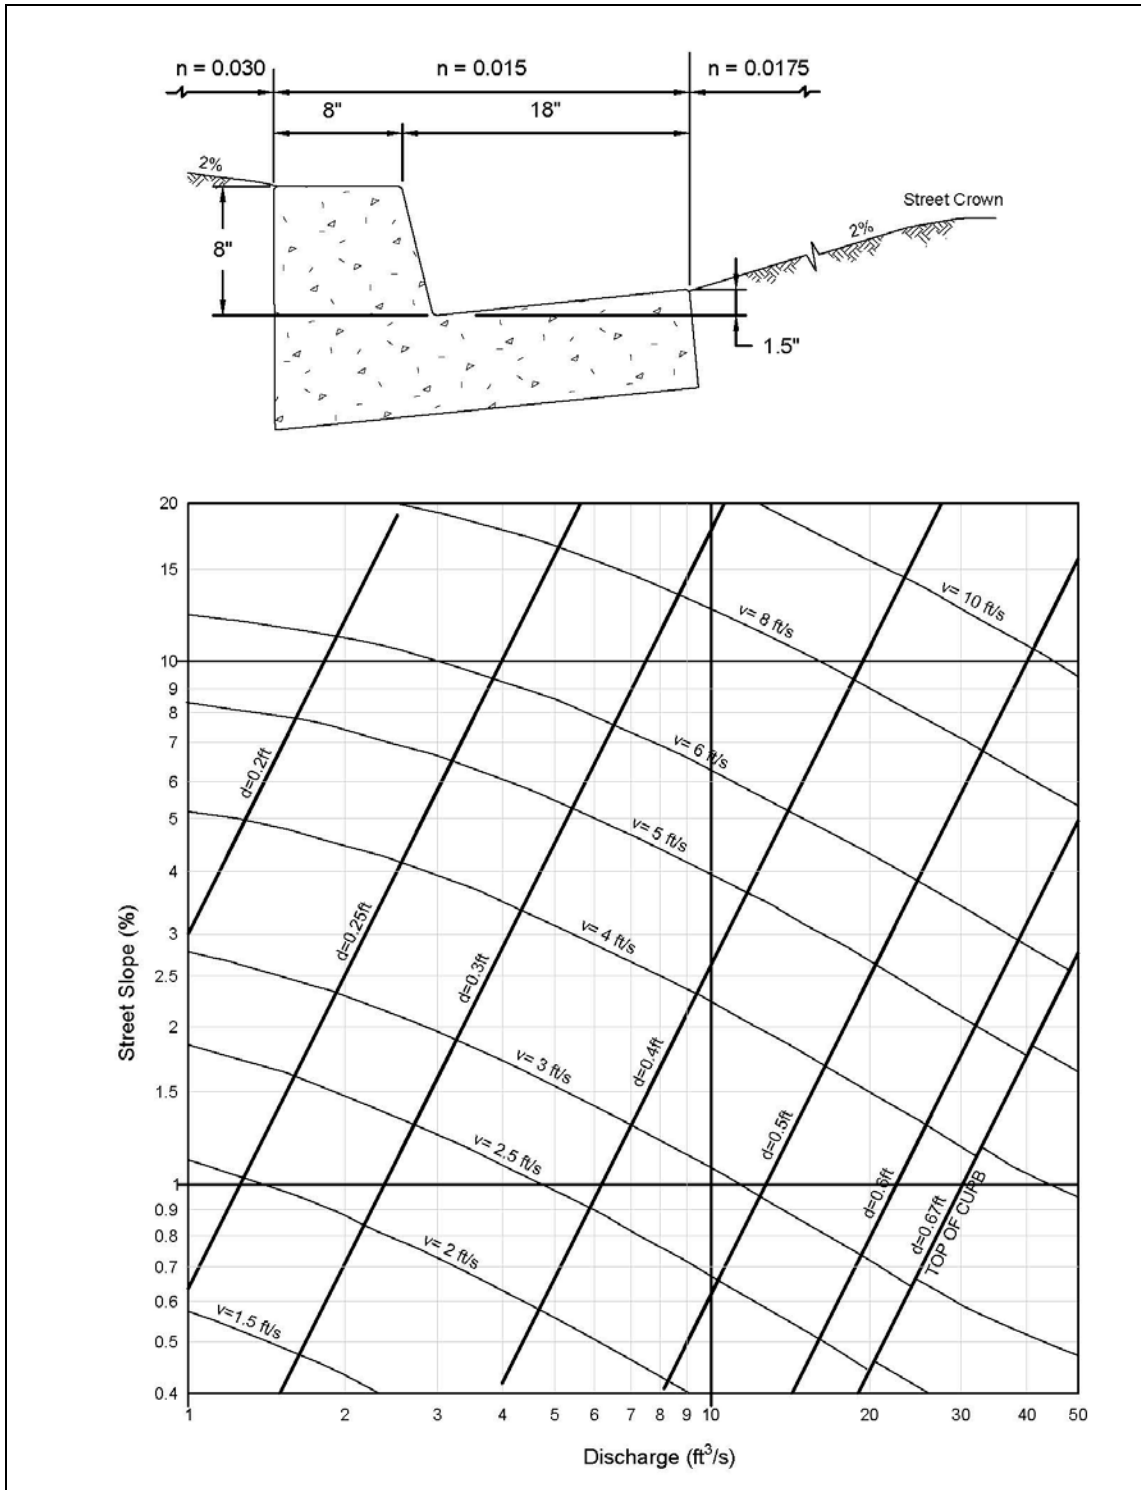 n = 0.030 n = 0.015 n = 0.0175
8" 18"
2%
Street Crown
2%
8"
1.5"
20
15
10
9
8
7
6
5
4
3
2.5
2
1.5
1
0.9
0.8
0.7
0.6
0.5
0.4
Street Slope (%)
v= 10 ft/s
v= 8 ft/s
v= 6 ft/s
v= 5 ft/s
v= 4 ft/s
v= 3 ft/s
v= 2.5 ft/s
v= 2 ft/s
v=1.5 ft/s
d=0.2ft
d=0.25ft
d=0.3ft
d=0.4ft
d=0.5ft
d=0.6ft
d=0.67ft
TOP OF CURB
1 2 3 4 5 6 7 8 9 10 20 30 40 50
Discharge (ft³/s)